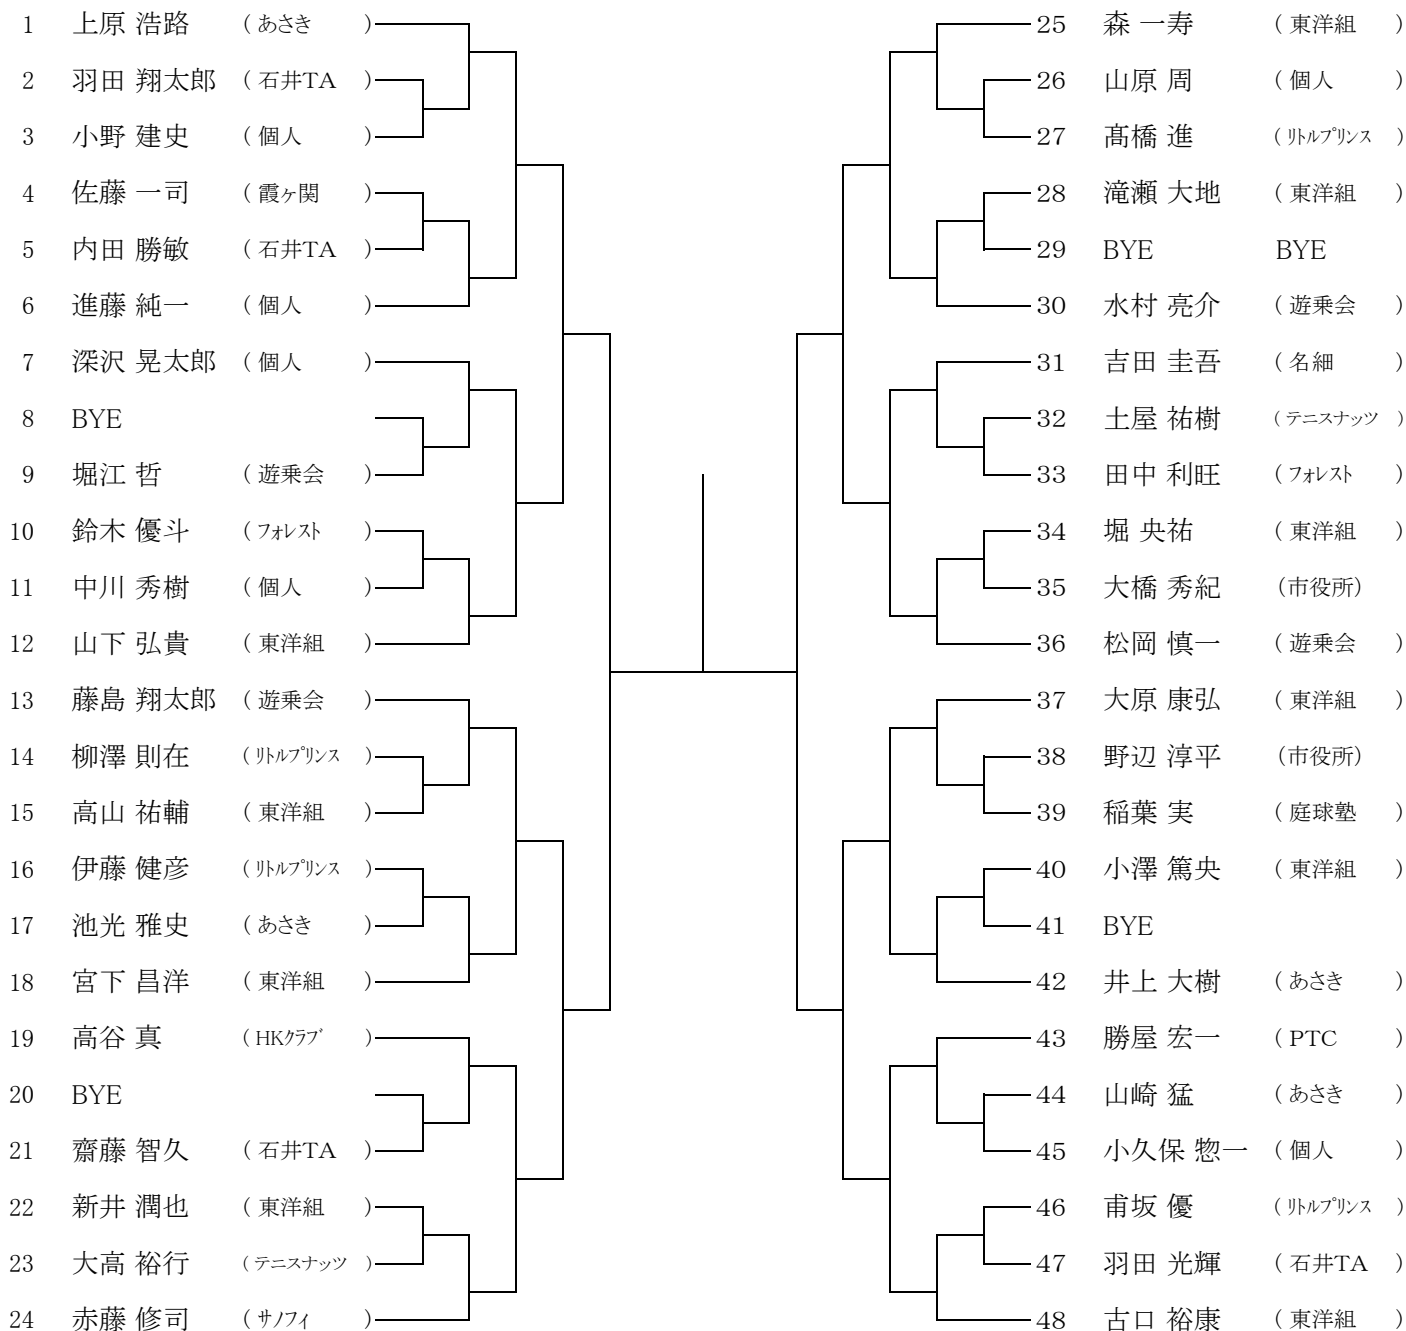 1 上原 浩路 ( あさき )
2 羽田 翔太郎 ( 石井TA )
3 小野 建史 ( 個人 )
4 佐藤 一司 ( 霞ヶ関 )
5 内田 勝敏 ( 石井TA )
6 進藤 純一 ( 個人 )
7 深沢 晃太郎 ( 個人 )
8 BYE
9 堀江 哲 ( 遊乗会 )
10 鈴木 優斗 ( フォレスト )
11 中川 秀樹 ( 個人 )
12 山下 弘貴 ( 東洋組 )
13 藤島 翔太郎 ( 遊乗会 )
14 柳澤 則在 ( リトルプリンス )
15 高山 祐輔 ( 東洋組 )
16 伊藤 健彦 ( リトルプリンス )
17 池光 雅史 ( あさき )
18 宮下 昌洋 ( 東洋組 )
19 高谷 真 ( HKクラブ )
20 BYE
21 齋藤 智久 ( 石井TA )
22 新井 潤也 ( 東洋組 )
23 大高 裕行 ( テニスナッツ )
24 赤藤 修司 ( サノフィ )
25 森 一寿 ( 東洋組 )
26 山原 周 ( 個人 )
27 髙橋 進 ( リトルプリンス )
28 滝瀬 大地 ( 東洋組 )
29 BYE BYE
30 水村 亮介 ( 遊乗会 )
31 吉田 圭吾 ( 名細 )
32 土屋 祐樹 ( テニスナッツ )
33 田中 利旺 ( フォレスト )
34 堀 央祐 ( 東洋組 )
35 大橋 秀紀 (市役所)
36 松岡 慎一 ( 遊乗会 )
37 大原 康弘 ( 東洋組 )
38 野辺 淳平 (市役所)
39 稲葉 実 ( 庭球塾 )
40 小澤 篤央 ( 東洋組 )
41 BYE
42 井上 大樹 ( あさき )
43 勝屋 宏一 ( PTC )
44 山崎 猛 ( あさき )
45 小久保 惣一 ( 個人 )
46 甫坂 優 ( リトルプリンス )
47 羽田 光輝 ( 石井TA )
48 古口 裕康 ( 東洋組 )